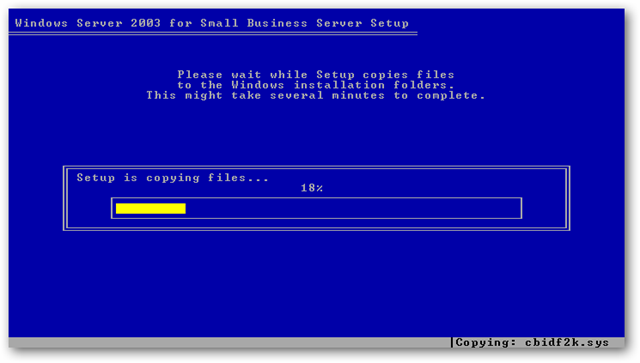 Windows Server 2003 for Small Business Server Setup
Please wait while Setup copies files
to the Windows installation folders.
This might take several minutes to complete.
Setup is copying files...
18%
|Copying: cbidf2k.sys